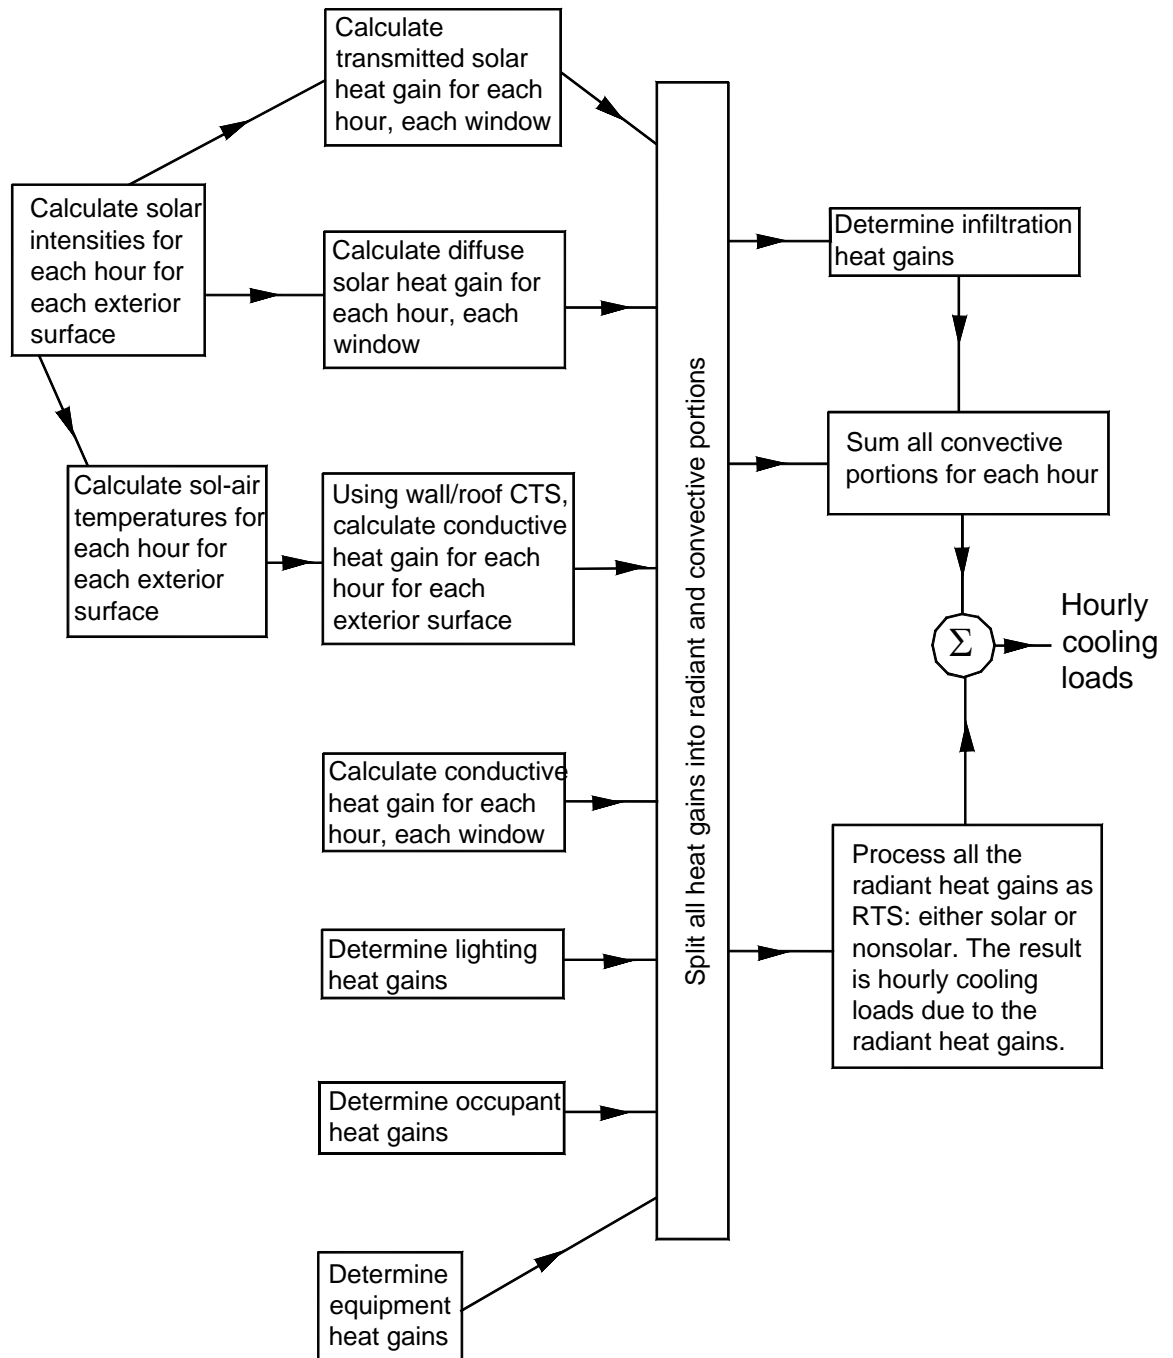 Calculate
transmitted solar
heat gain for each
hour, each window
Calculate solar
intensities for
each hour for
each exterior
surface
Calculate diffuse
solar heat gain for
each hour, each
window
Calculate sol-air
temperatures for
each hour for
each exterior
surface
Using wall/roof CTS,
calculate conductive
heat gain for each
hour for each
exterior surface
Calculate conductive
heat gain for each
hour, each window
Determine lighting
heat gains
Determine occupant
heat gains
Determine
equipment
heat gains
Split all heat gains into radiant and convective portions
Determine infiltration
heat gains
Sum all convective
portions for each hour
Σ
Hourly
cooling
loads
Process all the
radiant heat gains as
RTS: either solar or
nonsolar. The result
is hourly cooling
loads due to the
radiant heat gains.